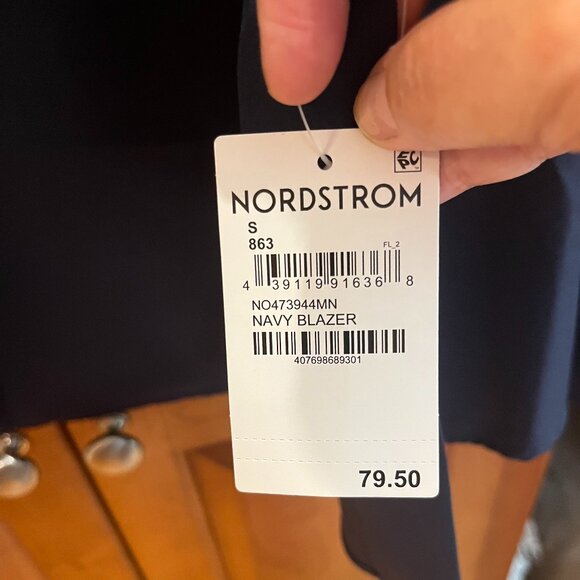 NORDSTROM
S
863
FL_2
4 39119 91636 8
NO473944MN
NAVY BLAZER
407698689301
79.50